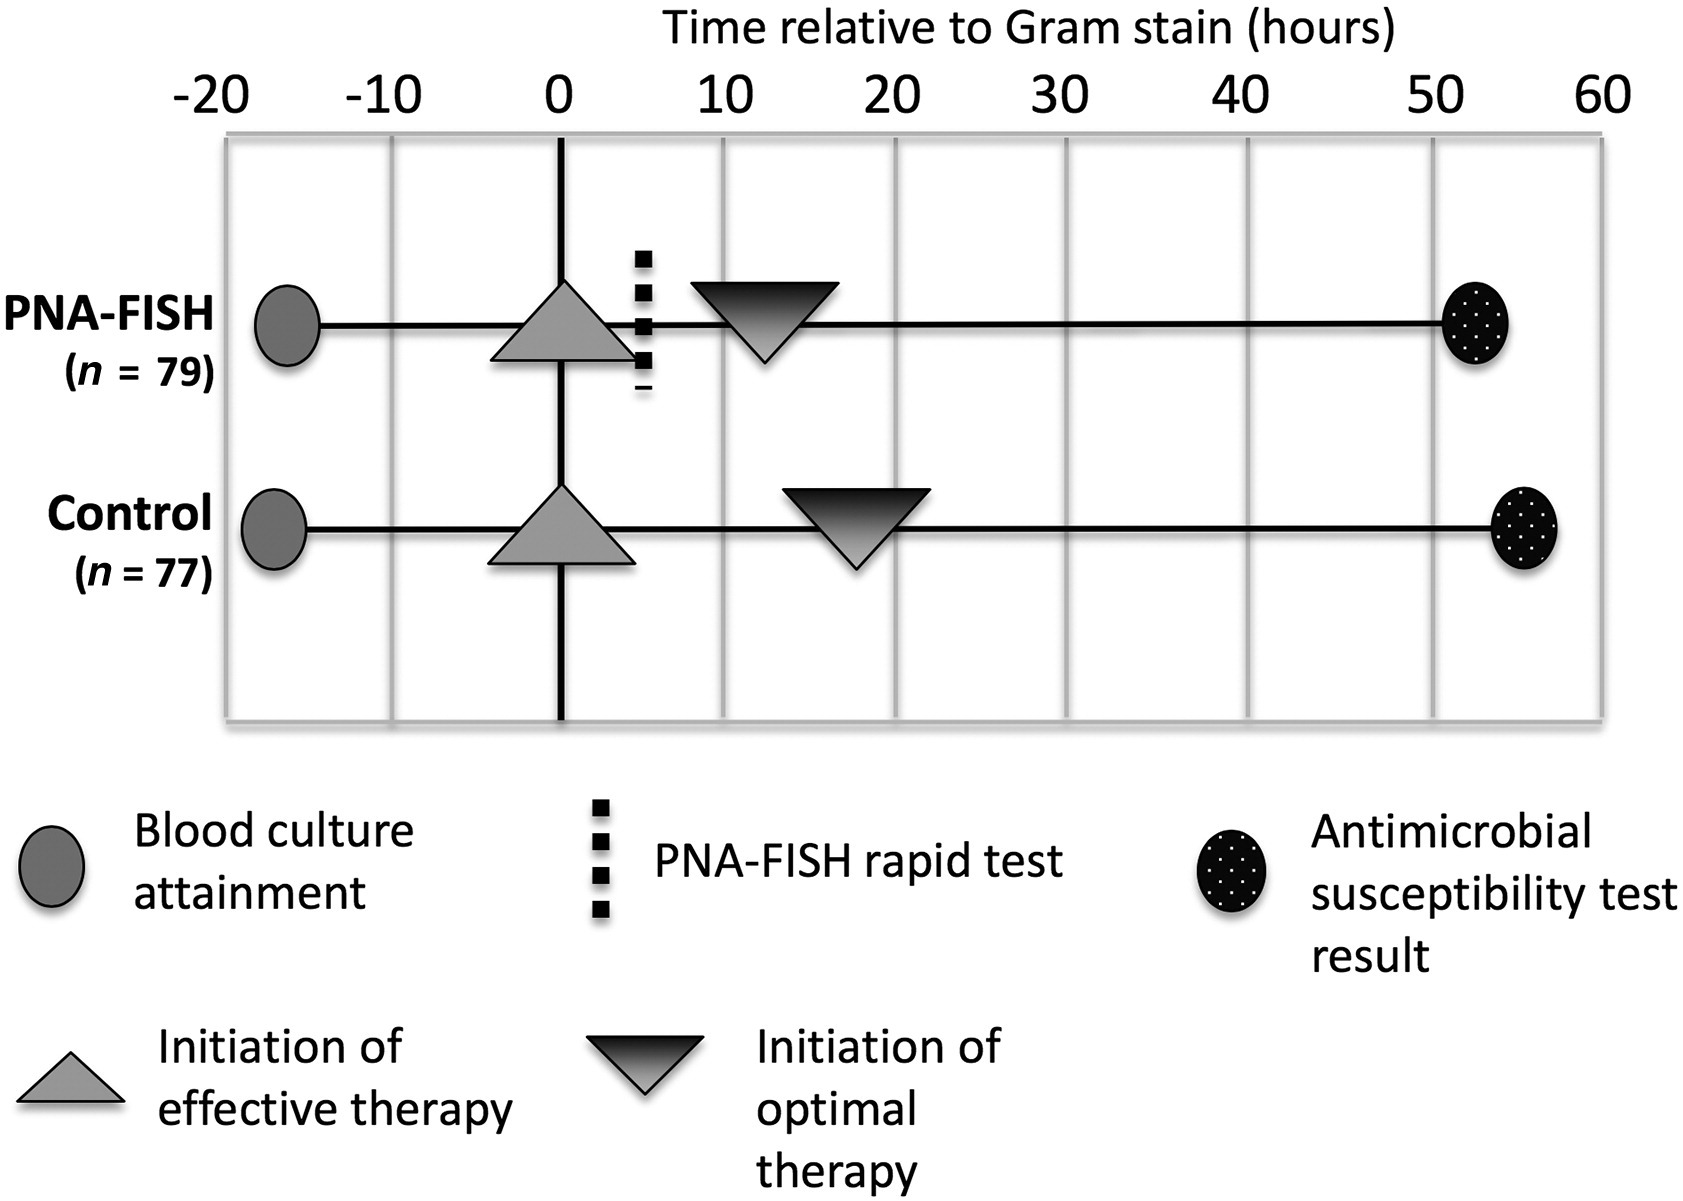 Time relative to Gram stain (hours)
-20 -10 0 10 20 30 40 50 60
PNA-FISH
(n = 79)
Control
(n = 77)
Blood culture
attainment
PNA-FISH rapid test
Antimicrobial
susceptibility test
result
Initiation of
effective therapy
Initiation of
optimal
therapy